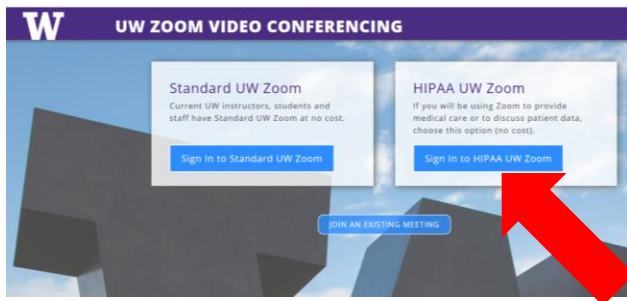 W
UW ZOOM VIDEO CONFERENCING
Standard UW Zoom
Current UW instructors, students and
staff have Standard UW Zoom at no cost.
Sign In to Standard UW Zoom
HIPAA UW Zoom
If you will be using Zoom to provide
medical care or to discuss patient data,
choose this option (no cost).
Sign In to HIPAA UW Zoom
JOIN AN EXISTING MEETING